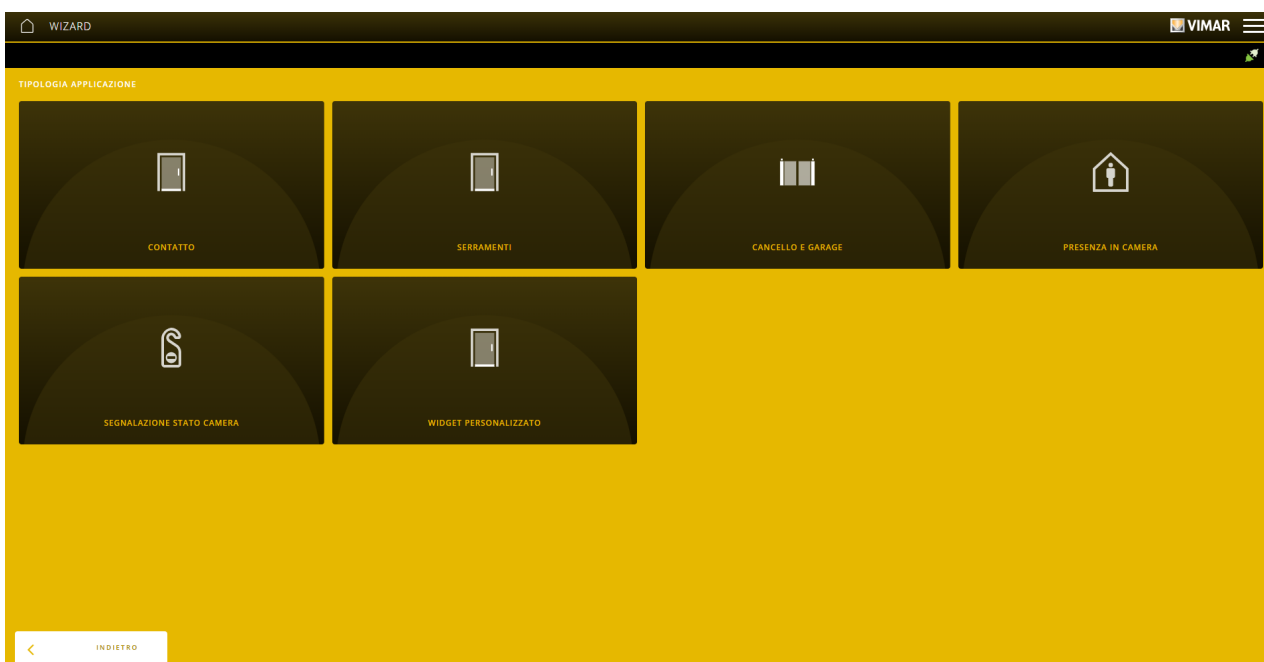 WIZARD
VIMAR
TIPOLOGIA APPLICAZIONE
CONTATTO
SERRAMENTI
CANCELLO E GARAGE
PRESENZA IN CAMERA
SEGNALAZIONE STATO CAMERA
WIDGET PERSONALIZZATO
INDIETRO